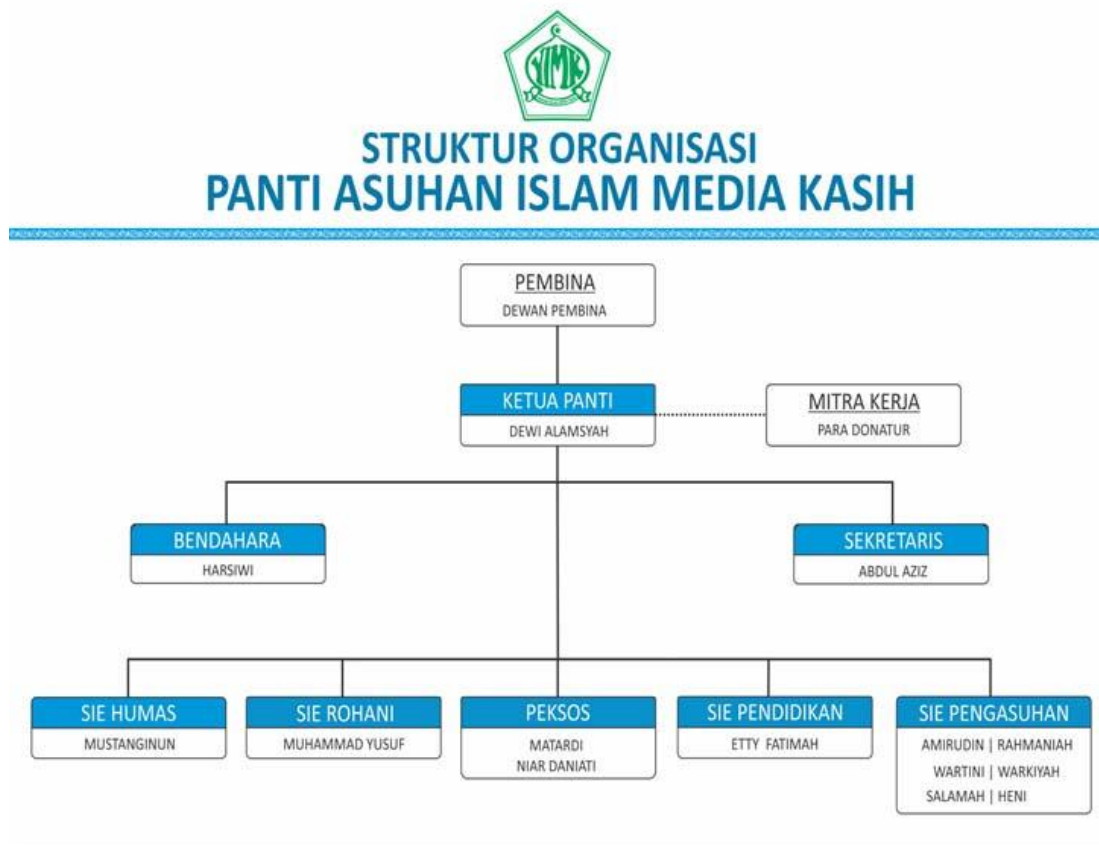 YIMK
STRUKTUR ORGANISASI
PANTI ASUHAN ISLAM MEDIA KASIH
PEMBINA
DEWAN PEMBINA
KETUA PANTI
DEWI ALAMSYAH
MITRA KERJA
PARA DONATUR
BENDAHARA
HARSIWI
SEKRETARIS
ABDUL AZIZ
SIE HUMAS
MUSTANGINUN
SIE ROHANI
MUHAMMAD YUSUF
PEKSOS
MATARDI
NIAR DANIATI
SIE PENDIDIKAN
ETTY FATIMAH
SIE PENGASUHAN
AMIRUDIN | RAHMANIAH
WARTINI | WARKIYAH
SALAMAH | HENI